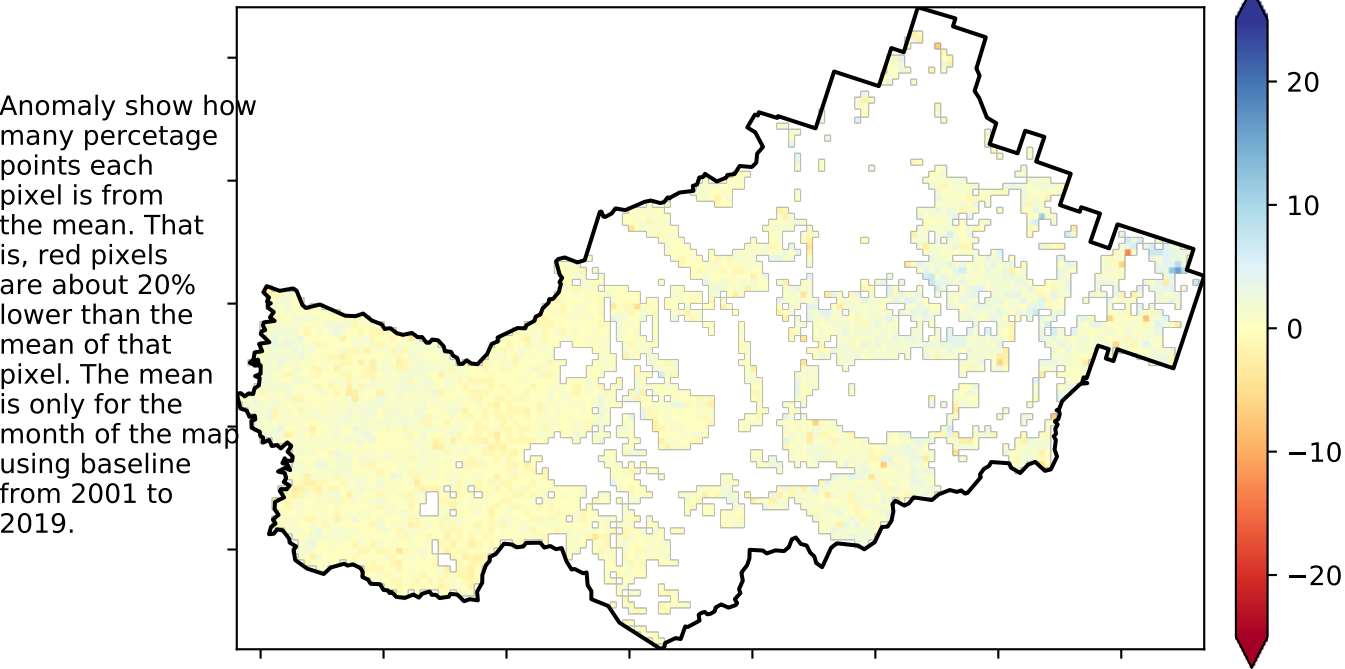 Anomaly show how
many percetage
points each
pixel is from
the mean. That
is, red pixels
are about 20%
lower than the
mean of that
pixel. The mean
is only for the
month of the map
using baseline
from 2001 to
2019.
20
10
0
−10
−20